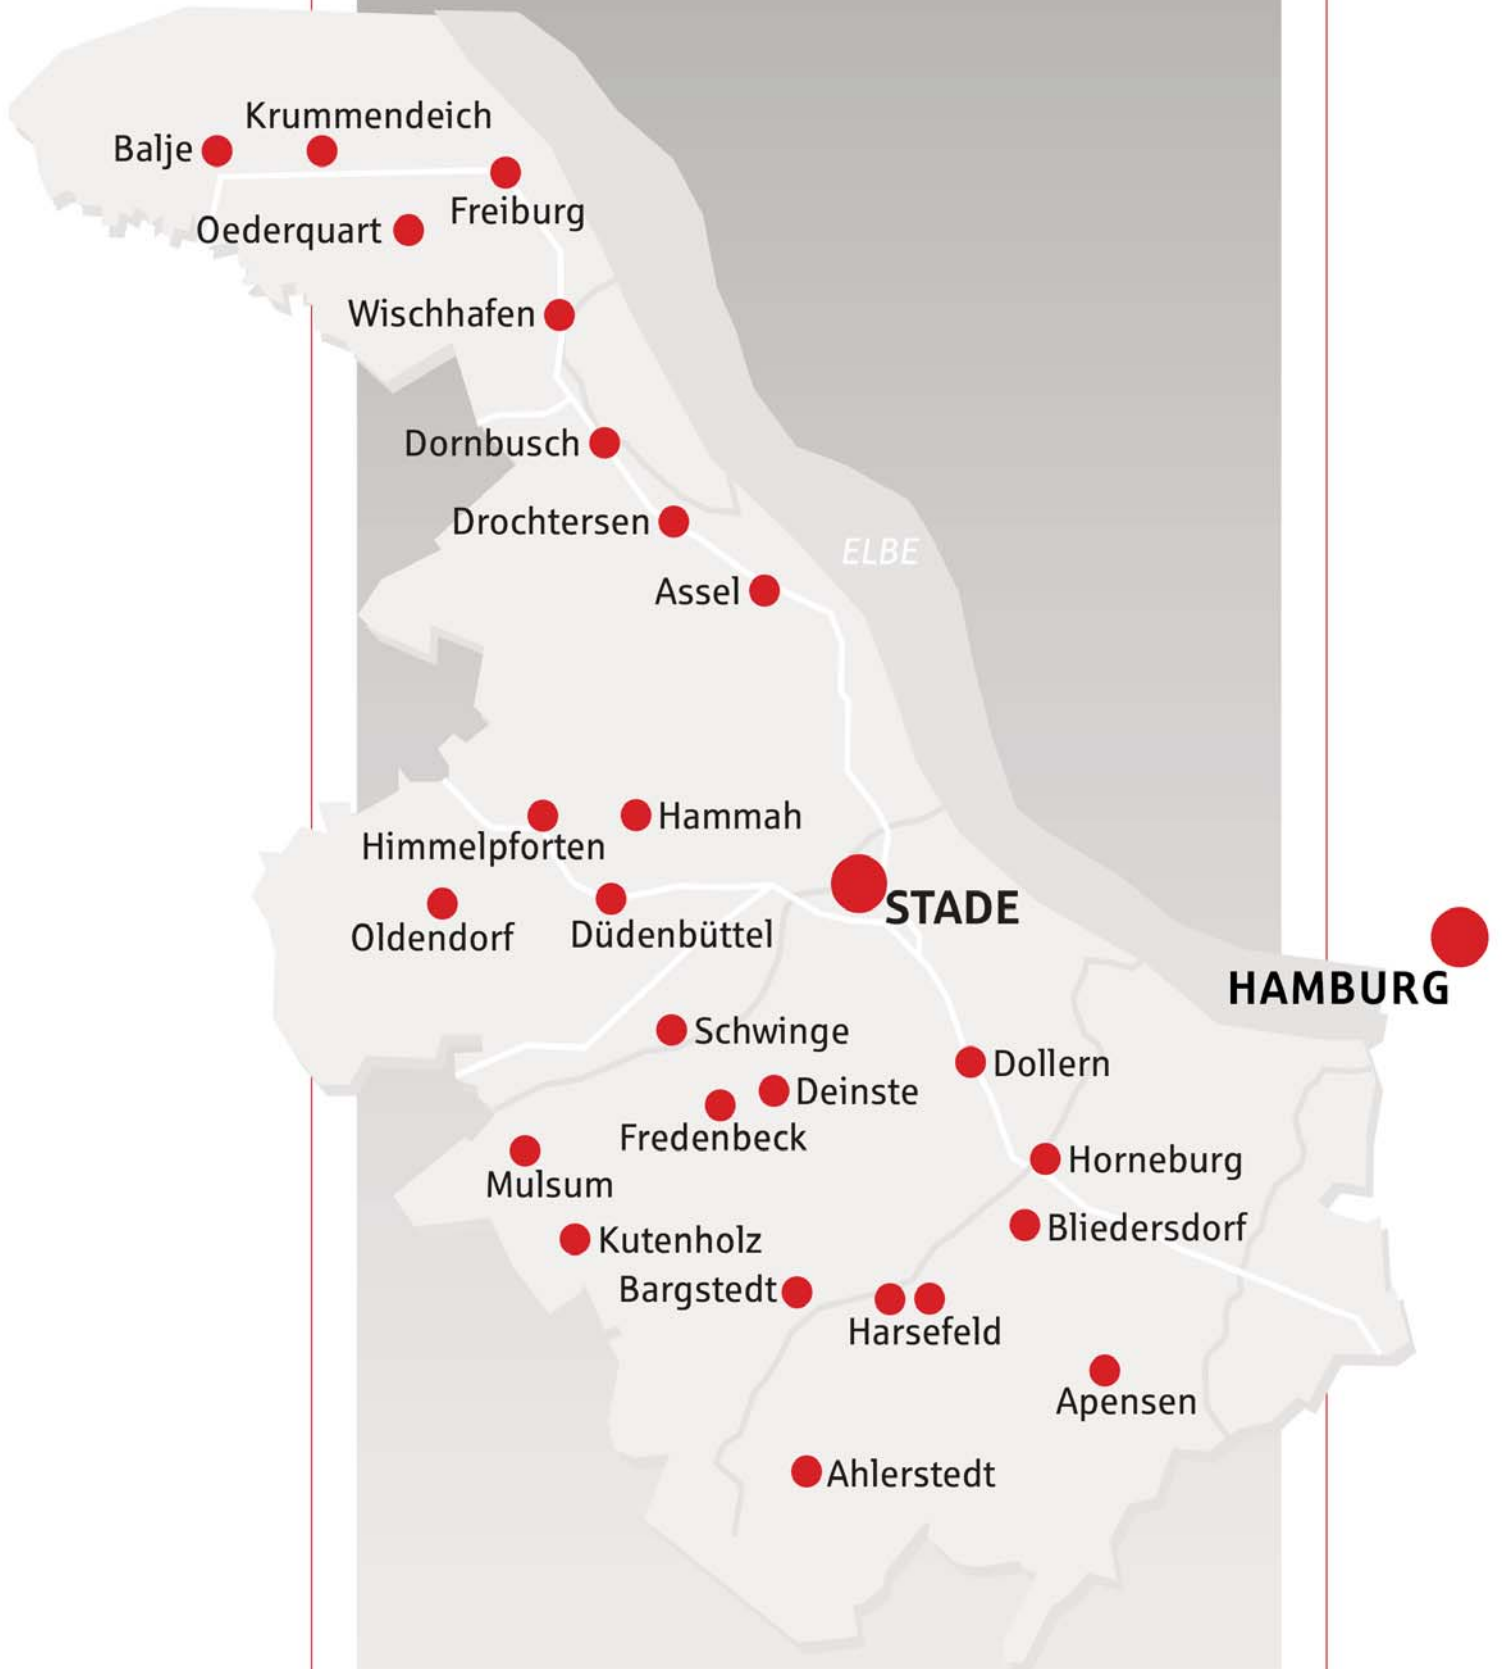 Krummendeich
Balje
Freiburg
Oederquart
Wischhafen
Dornbusch
Drochtersen
ELBE
Assel
Hammah
Himmelpforten
STADE
Oldendorf
Düdenbüttel
HAMBURG
Schwinge
Dollern
Deinste
Fredenbeck
Horneburg
Mulsum
Bliedersdorf
Kutenholz
Bargstedt
Harsefeld
Apensen
Ahlerstedt